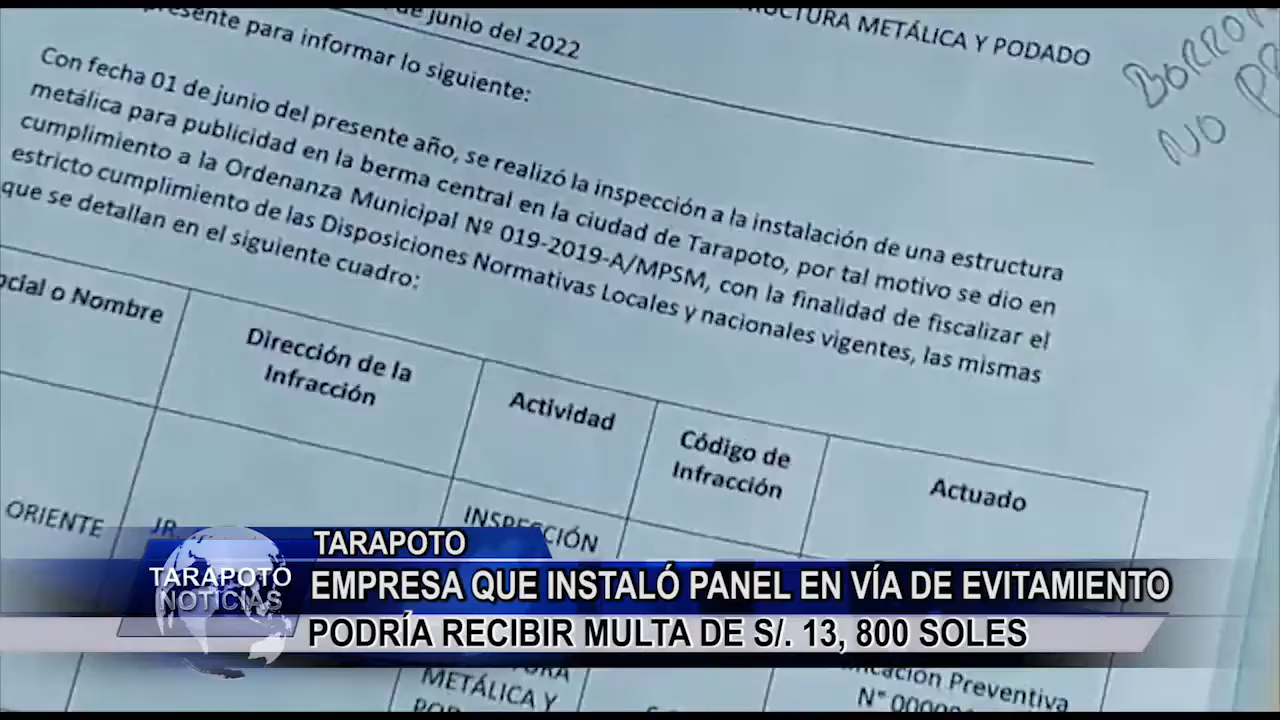 RUCTURA METÁLICA Y PODADO
de junio del 2022
presente para informar lo siguiente:
Con fecha 01 de junio del presente año, se realizó la inspección a la instalación de una estructura
metálica para publicidad en la berma central en la ciudad de Tarapoto, por tal motivo se dio en
cumplimiento a la Ordenanza Municipal Nº 019-2019-A/MPSM, con la finalidad de fiscalizar el
estricto cumplimiento de las Disposiciones Normativas Locales y nacionales vigentes, las mismas
que se detallan en el siguiente cuadro:
NO
ocial o Nombre
Dirección de la
Infracción
Actividad
Código de
Infracción
Actuado
ORIENTE
JR.
INSPECCIÓN
METÁLICA Y
Preventiva
TARAPOTO
NOTICIAS
TARAPOTO
EMPRESA QUE INSTALÓ PANEL EN VÍA DE EVITAMIENTO
PODRÍA RECIBIR MULTA DE S/. 13, 800 SOLES